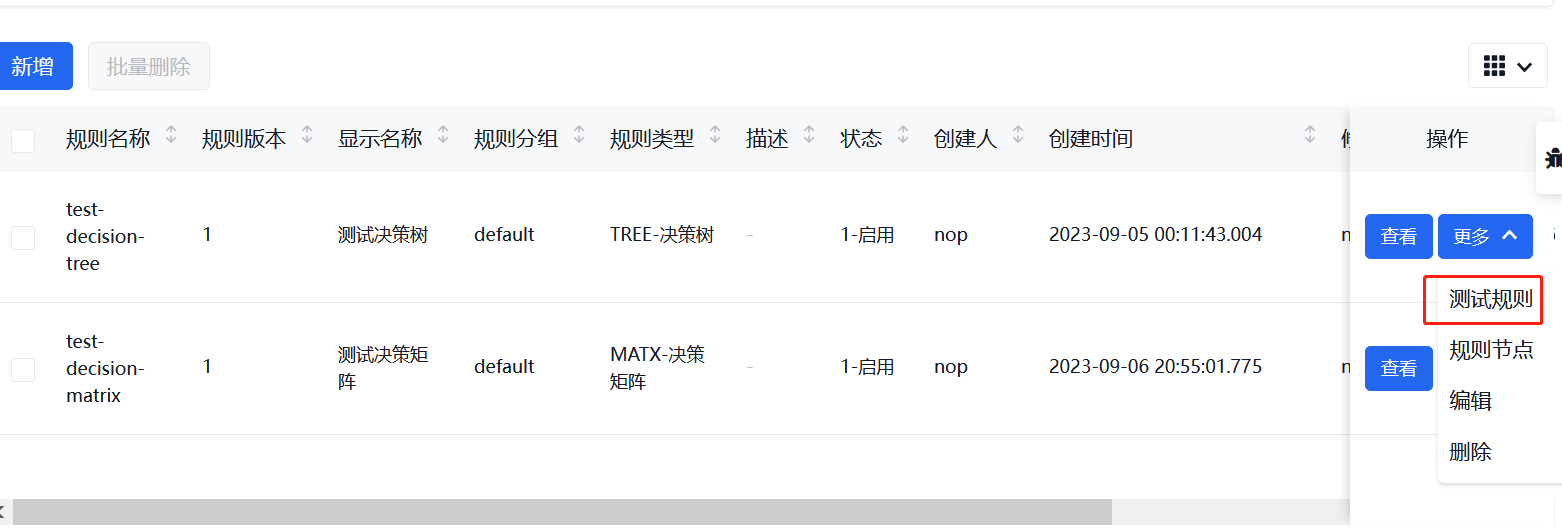 新增 批量删除
规则名称 规则版本 显示名称 规则分组 规则类型 描述 状态 创建人 创建时间 操作
test-
decision-
tree
1 测试决策树 default TREE-决策树 - 1-启用 nop 2023-09-05 00:11:43.004 查看 更多
测试规则
规则节点
编辑
删除
test-
decision-
matrix
1 测试决策矩
阵
default MATX-决策
矩阵
- 1-启用 nop 2023-09-06 20:55:01.775 查看